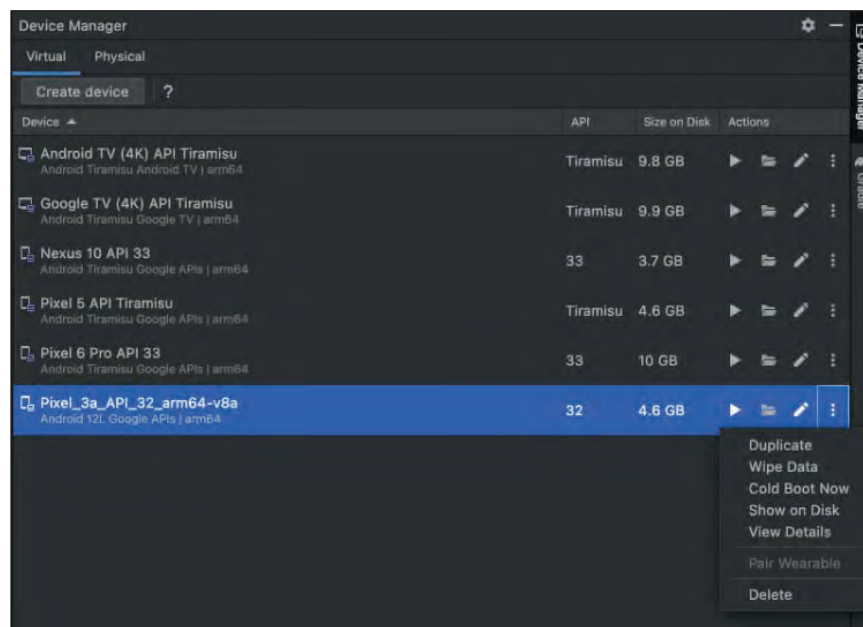 Device Manager
Virtual Physical
Create device ?
Device API Size on Disk Actions
Android TV (4K) API Tiramisu
Android Tiramisu Android TV | arm64
Tiramisu 9.8 GB
Google TV (4K) API Tiramisu
Android Tiramisu Google TV | arm64
Tiramisu 9.9 GB
Nexus 10 API 33
Android Tiramisu Google APIs | arm64
33 3.7 GB
Pixel 5 API Tiramisu
Android Tiramisu Google APIs | arm64
Tiramisu 4.6 GB
Pixel 6 Pro API 33
Android Tiramisu Google APIs | arm64
33 10 GB
Pixel_3a_API_32_arm64-v8a
Android 12L Google APIs | arm64
32 4.6 GB
Duplicate
Wipe Data
Cold Boot Now
Show on Disk
View Details
Pair Wearable
Delete
Device Manager
Gradle